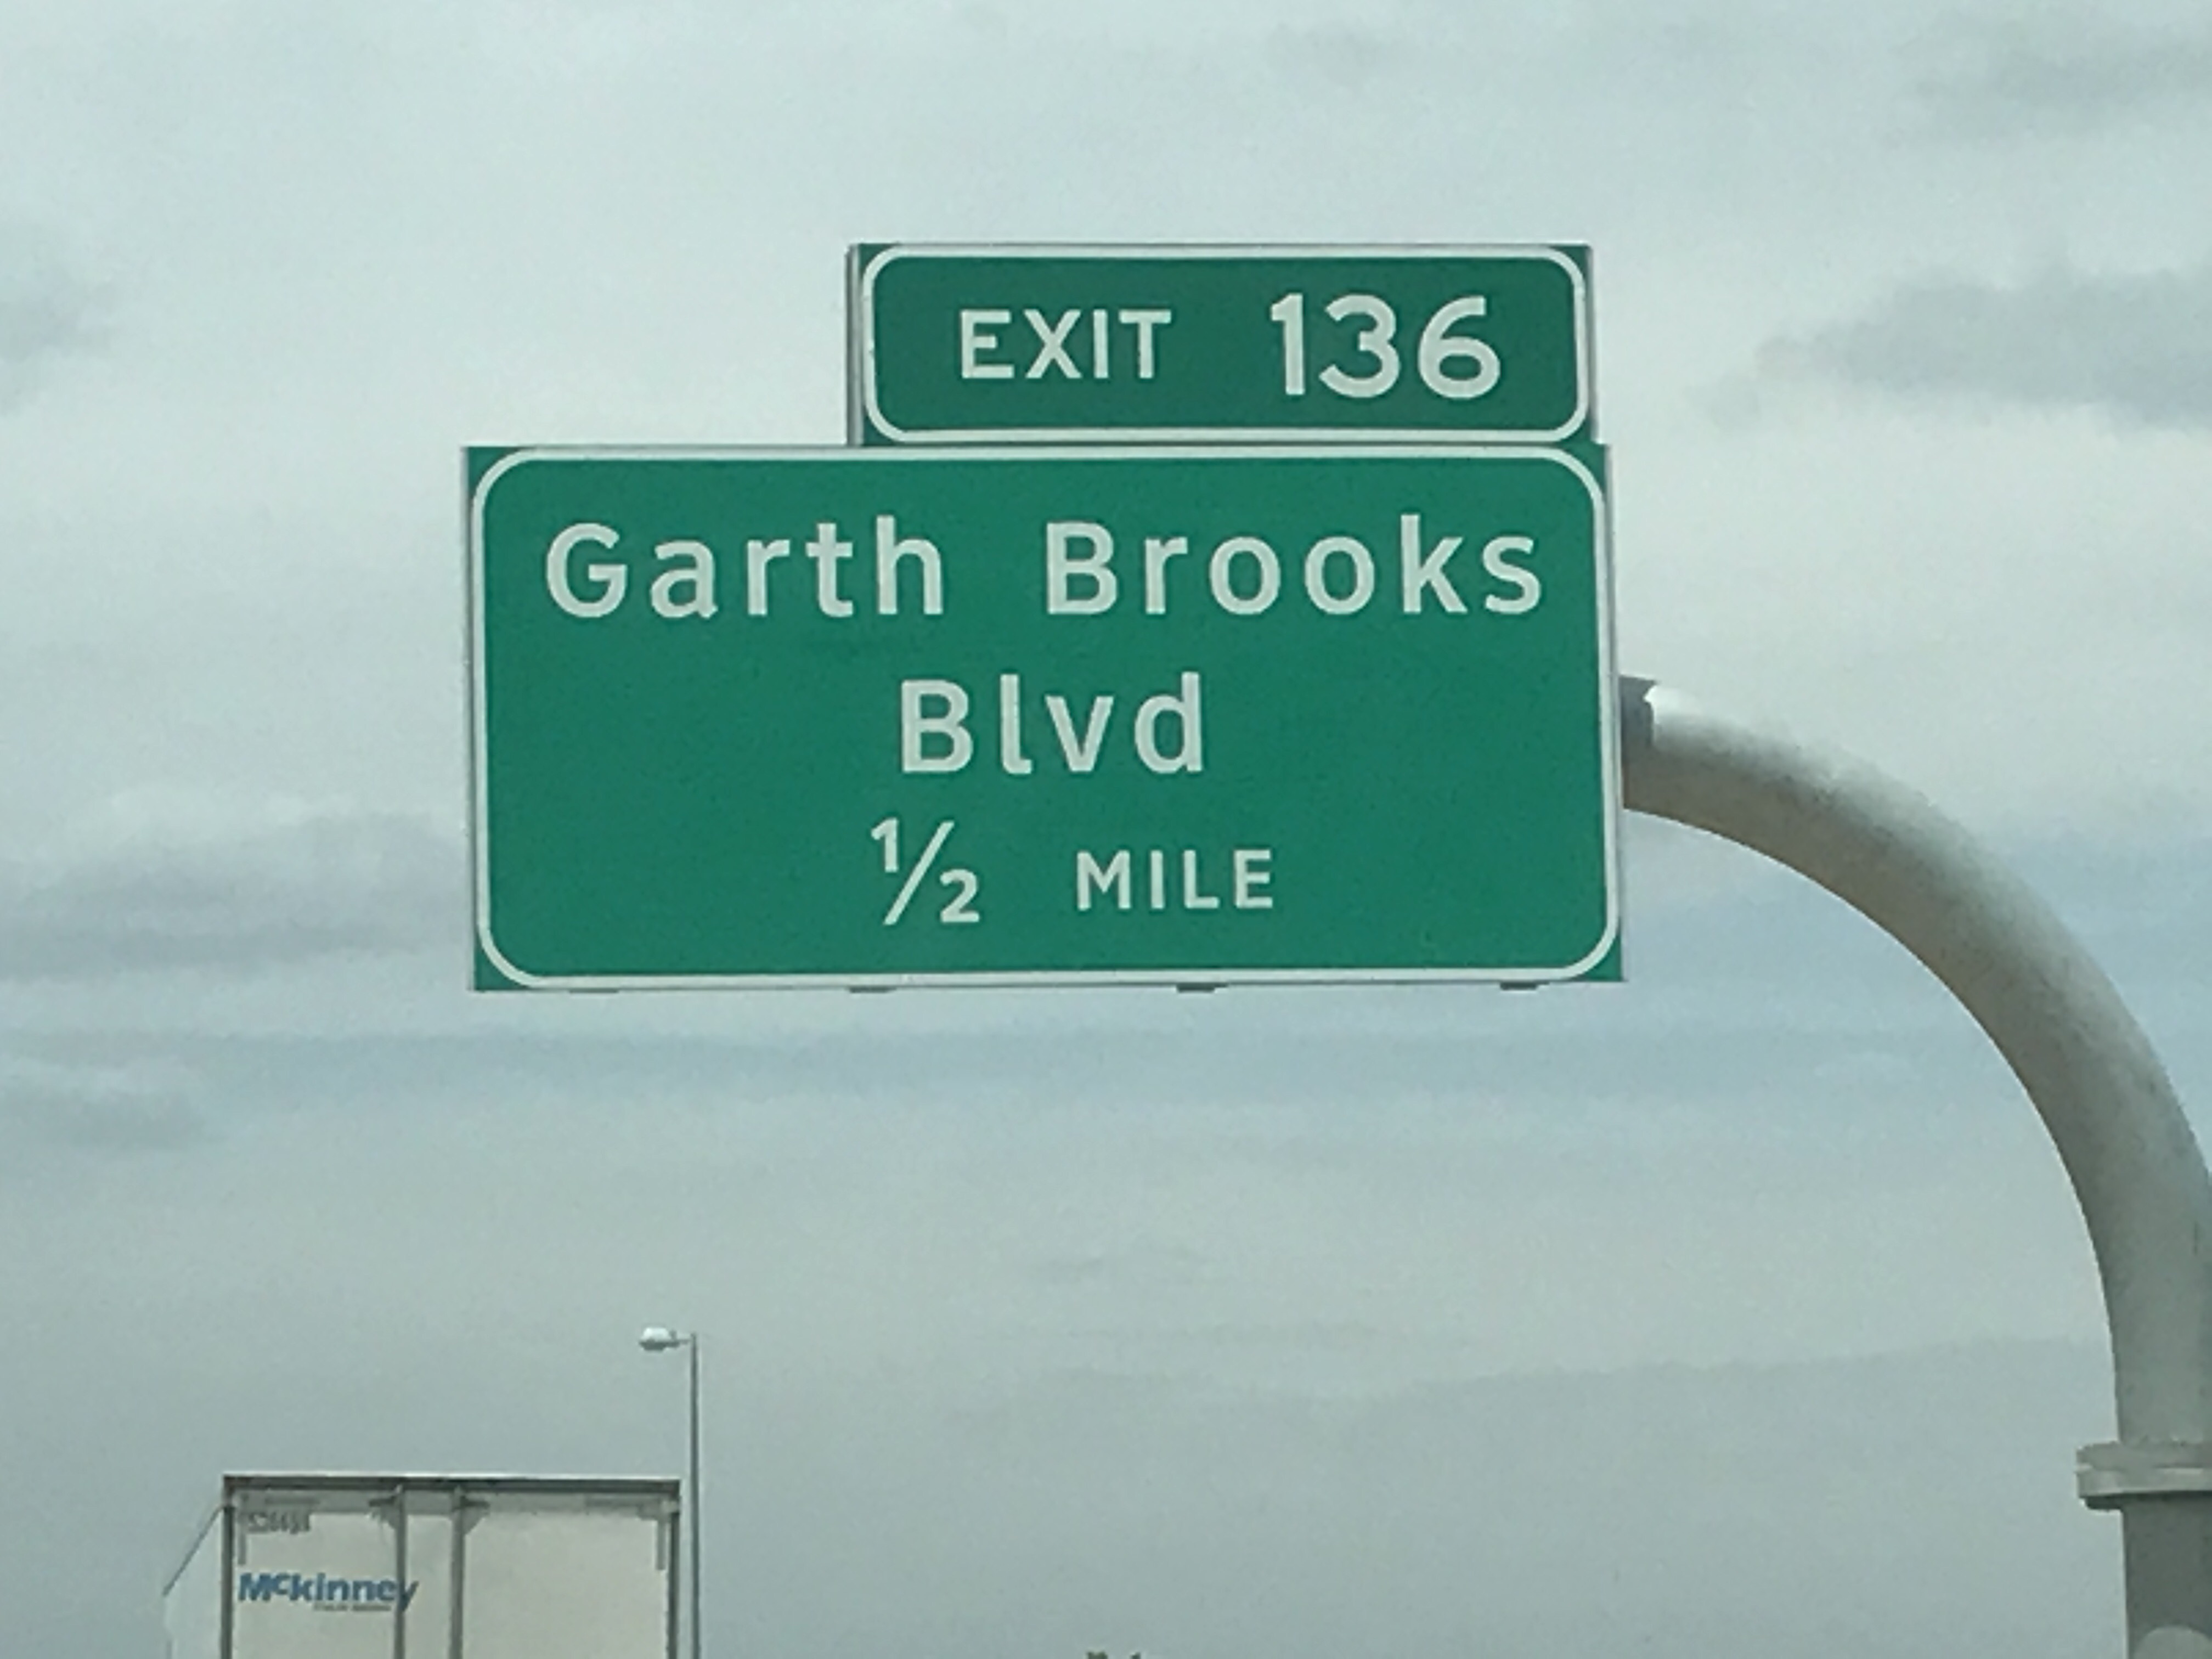 EXIT 136
Garth Brooks
Blvd
½ MILE
McKinney